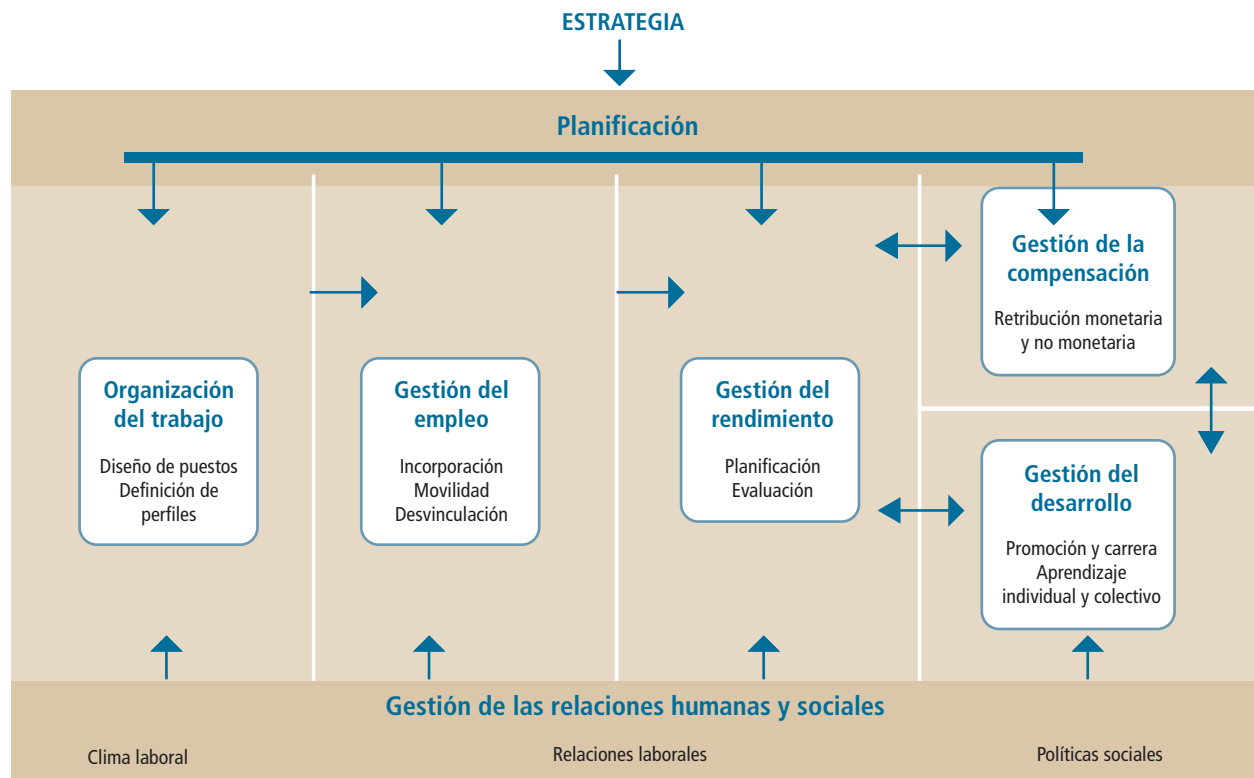 ESTRATEGIA
Planificación
Organización
del trabajo
Diseño de puestos
Definición de
perfiles
Gestión del
empleo
Incorporación
Movilidad
Desvinculación
Gestión del
rendimiento
Planificación
Evaluación
Gestión de la
compensación
Retribución monetaria
y no monetaria
Gestión del
desarrollo
Promoción y carrera
Aprendizaje
individual y colectivo
Gestión de las relaciones humanas y sociales
Clima laboral
Relaciones laborales
Políticas sociales